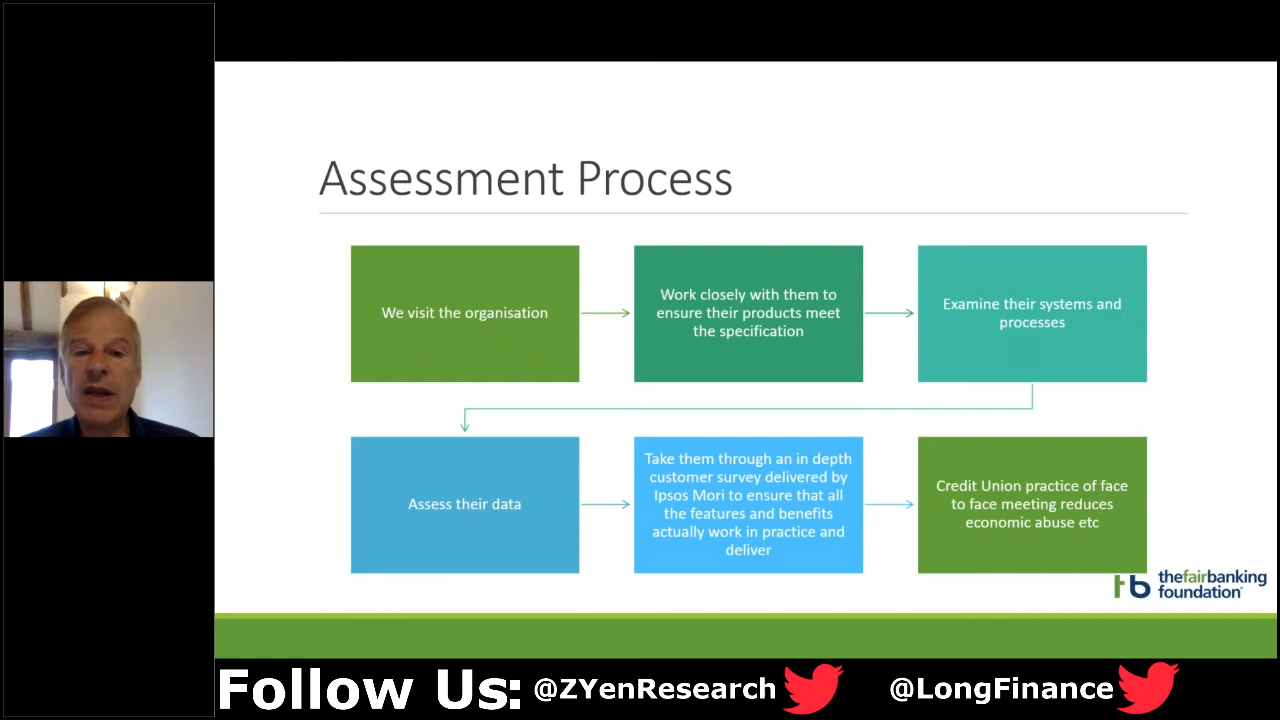 Assessment Process
We visit the organisation
Work closely with them to
ensure their products meet
the specification
Examine their systems and
processes
Assess their data
Take them through an in depth
customer survey delivered by
Ipsos Mori to ensure that all
the features and benefits
actually work in practice and
deliver
Credit Union practice of face
to face meeting reduces
economic abuse etc
fb thefairbanking
foundation
Follow Us: @ZYenResearch @LongFinance